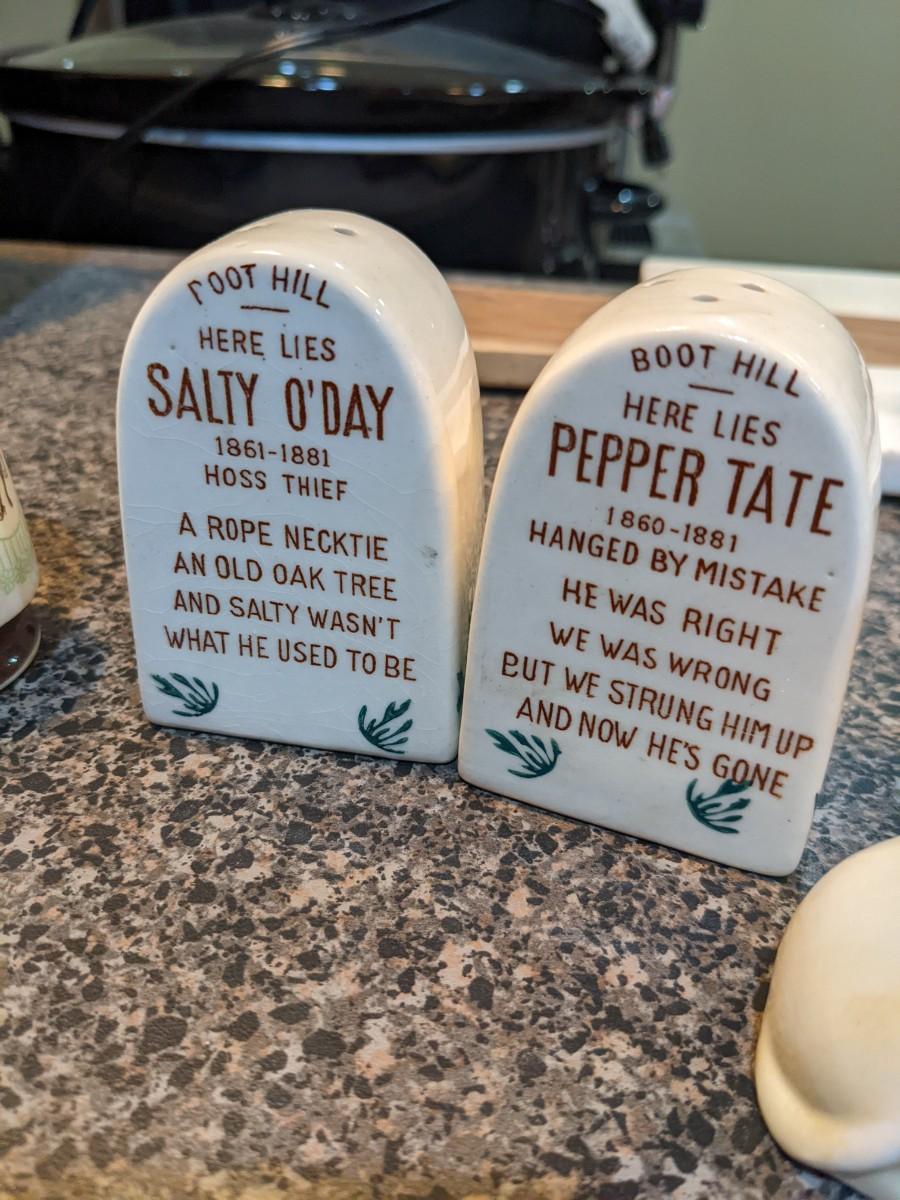 BOOT HILL
HERE LIES
SALTY O'DAY
1861-1881
HOSS THIEF
A ROPE NECKTIE
AN OLD OAK TREE
AND SALTY WASN'T
WHAT HE USED TO BE
BOOT HILL
HERE LIES
PEPPER TATE
1860-1881
HANGED BY MISTAKE
HE WAS RIGHT
WE WAS WRONG
BUT WE STRUNG HIM UP
AND NOW HE'S GONE